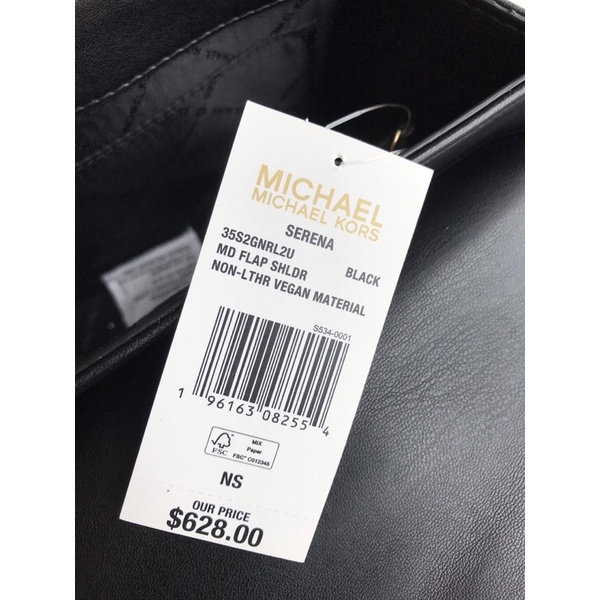 MICHAEL
MICHAEL KORS
SERENA
35S2GNRL2U
MD FLAP SHLDR BLACK
NON-LTHR VEGAN MATERIAL
S534-0001
1 96163 08255 4
FSC
MIX
Paper
FSC® C012345
NS
OUR PRICE
$628.00